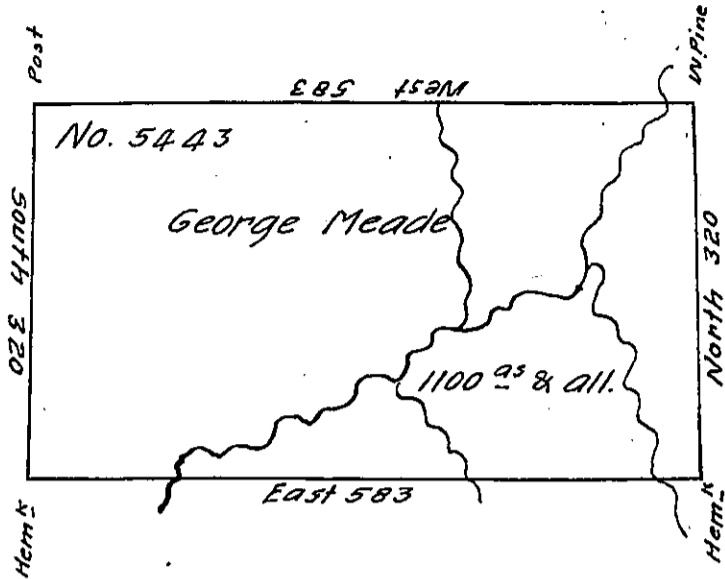 Post
W.Pine
West 583
No. 5443
George Meade
South 320
North 320
1100 as & all.
East 583
Hemk
Hemk